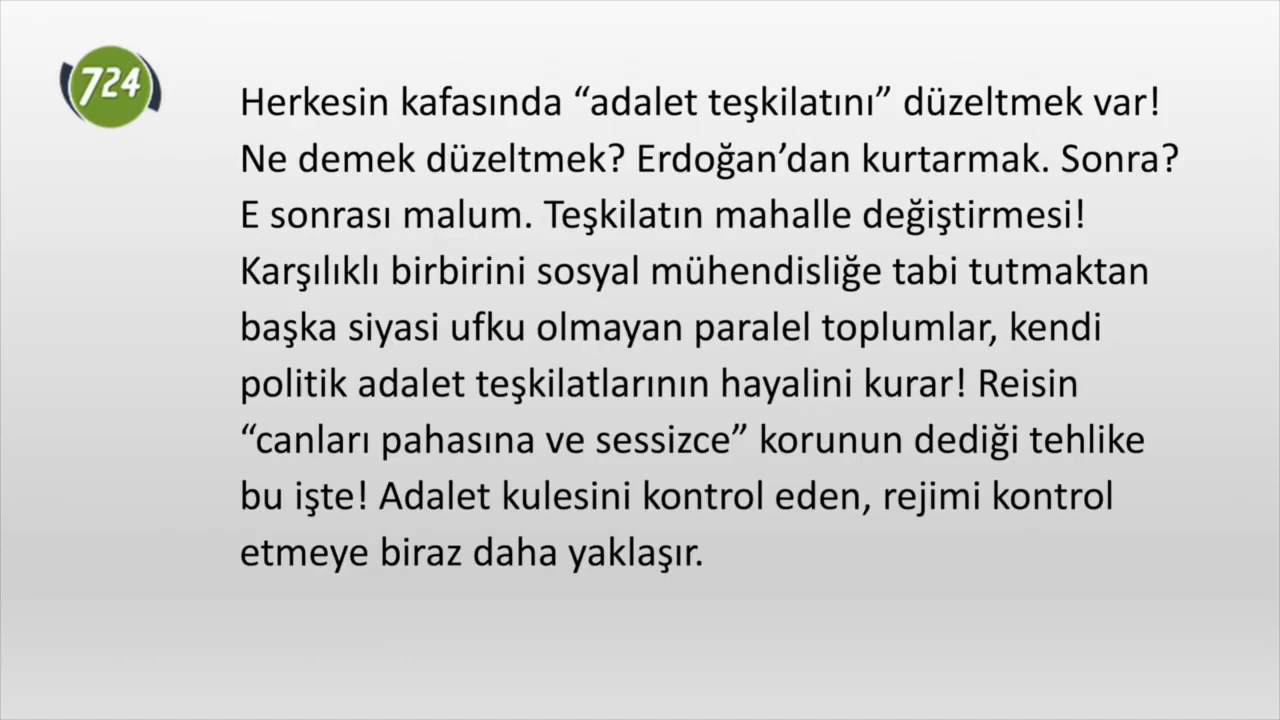 724
Herkesin kafasında “adalet teşkilatını” düzeltmek var!
Ne demek düzeltmek? Erdoğan’dan kurtarmak. Sonra?
E sonrası malum. Teşkilatın mahalle değiştirmesi!
Karşılıklı birbirini sosyal mühendisliğe tabi tutmaktan
başka siyasi ufku olmayan paralel toplumlar, kendi
politik adalet teşkilatlarının hayalini kurar! Reisin
“canları pahasına ve sessizce” korunun dediği tehlike
bu işte! Adalet kulesini kontrol eden, rejimi kontrol
etmeye biraz daha yaklaşır.